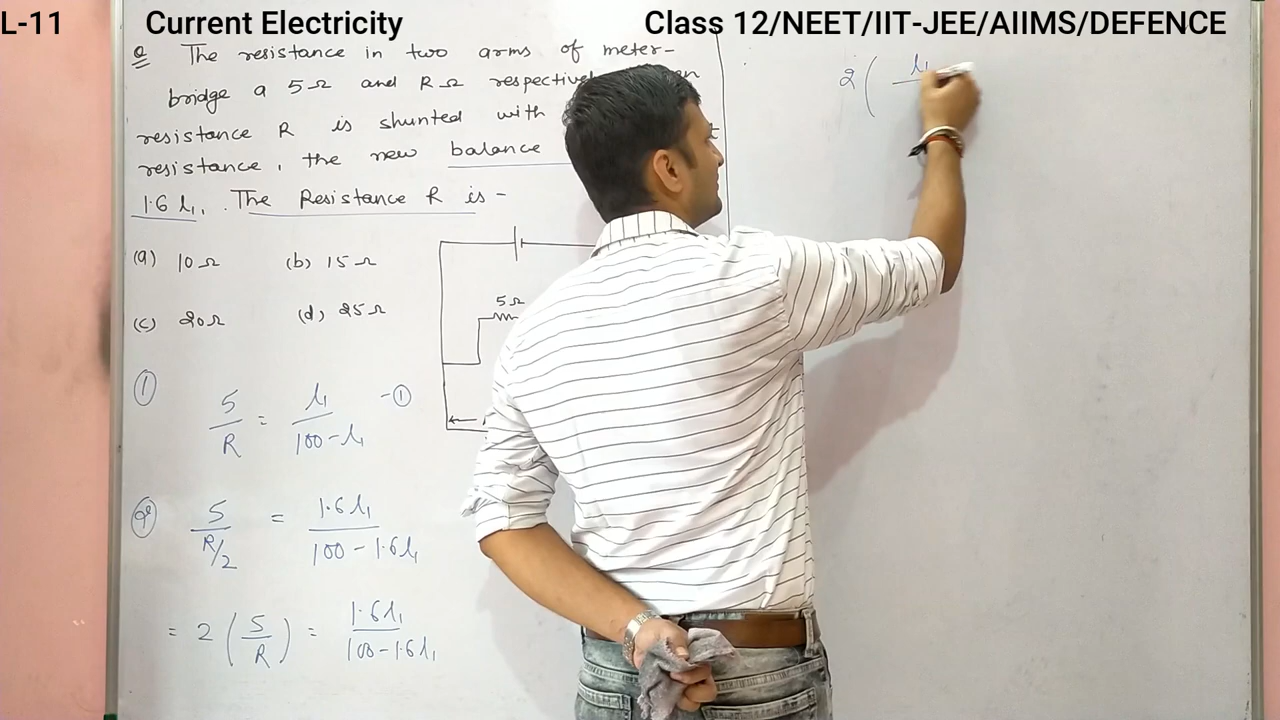 L-11 Current Electricity Class 12/NEET/IIT-JEE/AIIMS/DEFENCE
Q The resistance in two arms of meter-
bridge a 5Ω and RΩ
resistance R is shunted with
resistance, the new balance
1.6 l₁. The Resistance R is -
(a) 10Ω (b) 15Ω
(c) 20Ω (d) 25Ω
5Ω
① 5/R = l₁/100-l₁ -①
② 5/R/2 = 1.6l₁/100-1.6l₁
= 2(5/R) = 1.6l₁/100-1.6l₁
2( l₁